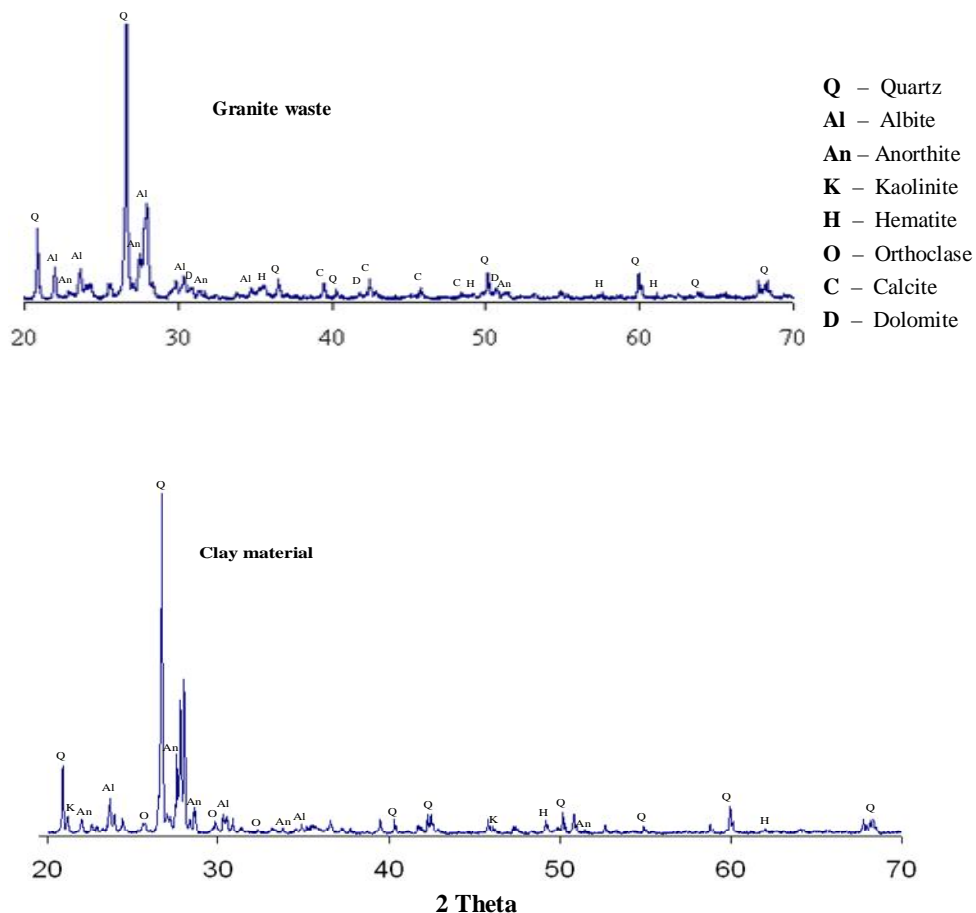 Q
Granite waste
Al
Q
An
Al
Al
An
Al
D
An
Al
H
Q
C
Q
D
C
C
C
H
Q
D
An
H
Q
H
Q
Q
20 30 40 50 60 70
Q – Quartz
Al – Albite
An – Anorthite
K – Kaolinite
H – Hematite
O – Orthoclase
C – Calcite
D – Dolomite
Q
Clay material
Q
K
An
Al
O
An
An
O
Al
O
An
Al
Q
Q
K
H
Q
An
Q
Q
H
Q
20 30 40 50 60 70
2 Theta